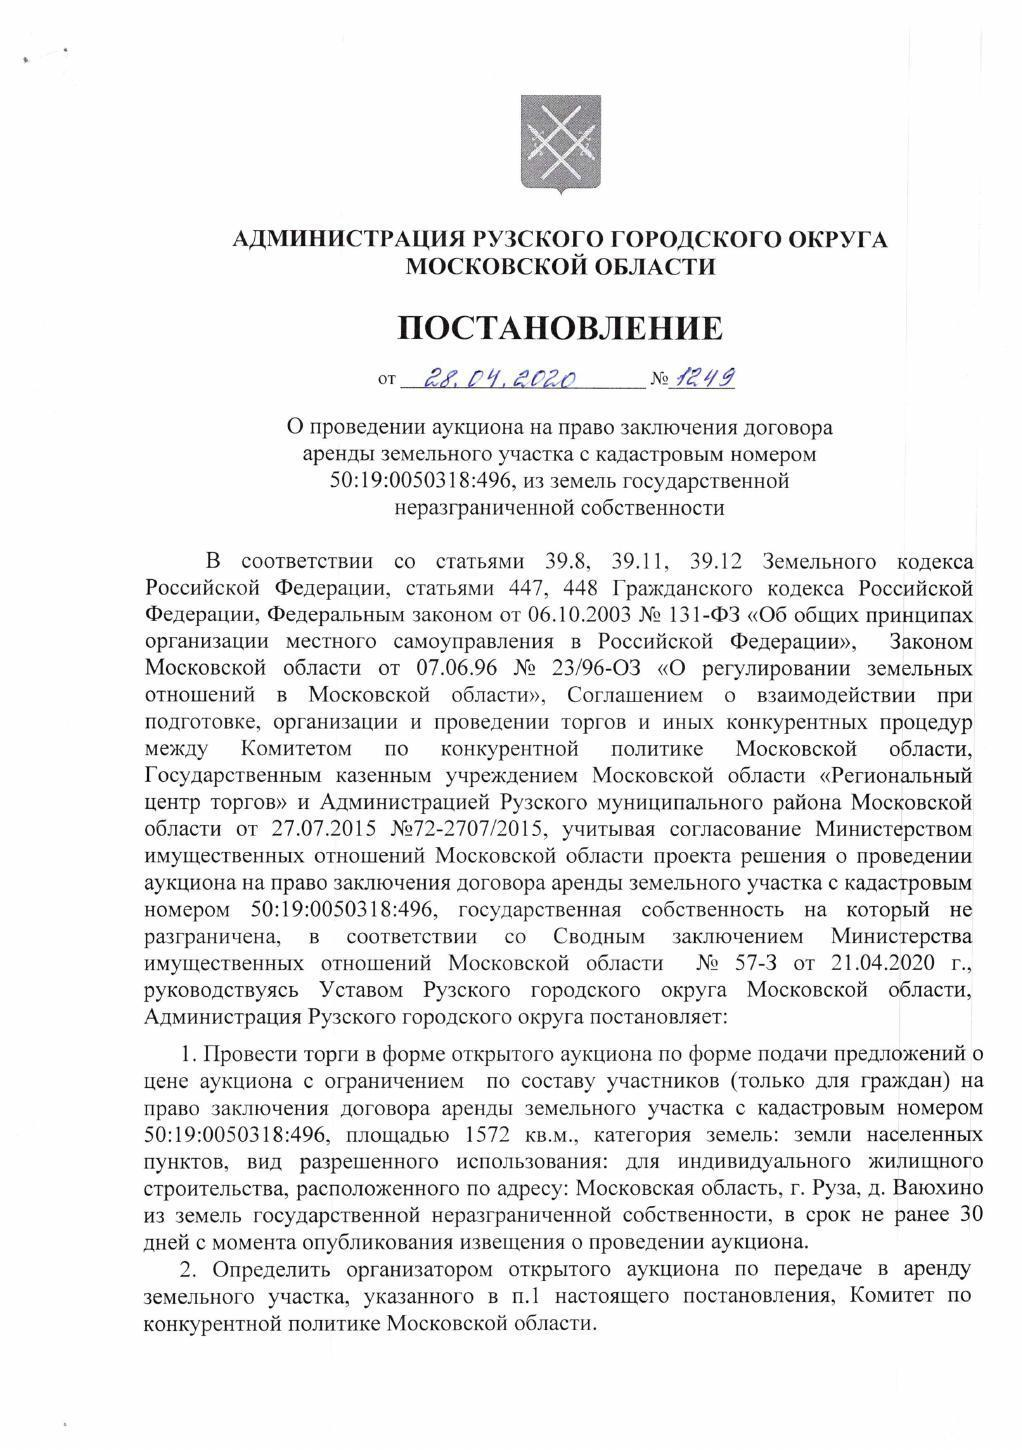 АДМИНИСТРАЦИЯ РУЗСКОГО ГОРОДСКОГО ОКРУГА
МОСКОВСКОЙ ОБЛАСТИ
ПОСТАНОВЛЕНИЕ
от 28.04.2020 № 1249
О проведении аукциона на право заключения договора
аренды земельного участка с кадастровым номером
50:19:0050318:496, из земель государственной
неразграниченной собственности
В соответствии со статьями 39.8, 39.11, 39.12 Земельного кодекса
Российской Федерации, статьями 447, 448 Гражданского кодекса Российской
Федерации, Федеральным законом от 06.10.2003 № 131-ФЗ «Об общих принципах
организации местного самоуправления в Российской Федерации», Законом
Московской области от 07.06.96 № 23/96-ОЗ «О регулировании земельных
отношений в Московской области», Соглашением о взаимодействии при
подготовке, организации и проведении торгов и иных конкурентных процедур
между Комитетом по конкурентной политике Московской области,
Государственным казенным учреждением Московской области «Региональный
центр торгов» и Администрацией Рузского муниципального района Московской
области от 27.07.2015 №72-2707/2015, учитывая согласование Министерством
имущественных отношений Московской области проекта решения о проведении
аукциона на право заключения договора аренды земельного участка с кадастровым
номером 50:19:0050318:496, государственная собственность на который не
разграничена, в соответствии со Сводным заключением Министерства
имущественных отношений Московской области № 57-З от 21.04.2020 г.,
руководствуясь Уставом Рузского городского округа Московской области,
Администрация Рузского городского округа постановляет:
1. Провести торги в форме открытого аукциона по форме подачи предложений о
цене аукциона с ограничением по составу участников (только для граждан) на
право заключения договора аренды земельного участка с кадастровым номером
50:19:0050318:496, площадью 1572 кв.м., категория земель: земли населенных
пунктов, вид разрешенного использования: для индивидуального жилищного
строительства, расположенного по адресу: Московская область, г. Руза, д. Ваюхино
из земель государственной неразграниченной собственности, в срок не ранее 30
дней с момента опубликования извещения о проведении аукциона.
2. Определить организатором открытого аукциона по передаче в аренду
земельного участка, указанного в п.1 настоящего постановления, Комитет по
конкурентной политике Московской области.